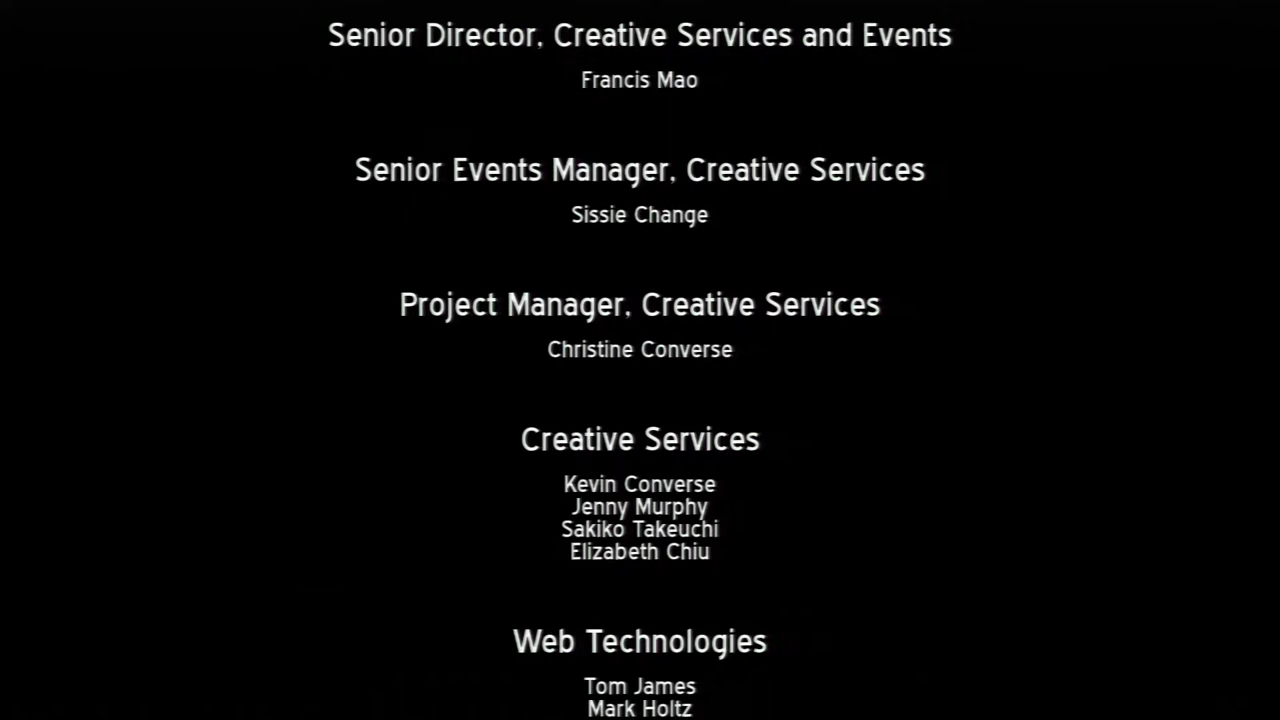 Senior Director, Creative Services and Events
Francis Mao
Senior Events Manager, Creative Services
Sissie Change
Project Manager, Creative Services
Christine Converse
Creative Services
Kevin Converse
Jenny Murphy
Sakiko Takeuchi
Elizabeth Chiu
Web Technologies
Tom James
Mark Holtz